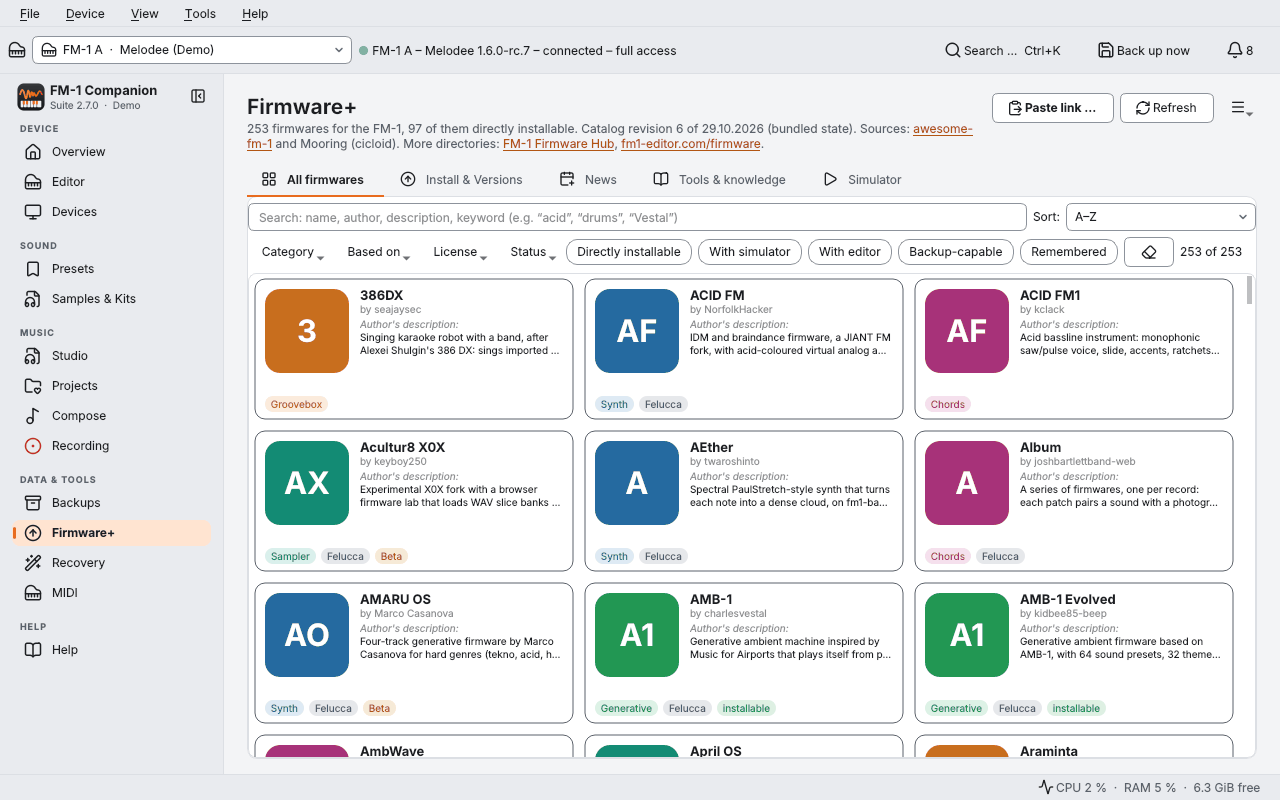 File Device View Tools Help
FM-1 A · Melodee (Demo)
FM-1 A – Melodee 1.6.0-rc.7 – connected – full access
Search ... Ctrl+K
Back up now
8
FM-1 Companion
Suite 2.7.0 · Demo
DEVICE
Overview
Editor
Devices
SOUND
Presets
Samples & Kits
MUSIC
Studio
Projects
Compose
Recording
DATA & TOOLS
Backups
Firmware+
Recovery
MIDI
HELP
Help
Firmware+
253 firmwares for the FM-1, 97 of them directly installable. Catalog revision 6 of 29.10.2026 (bundled state). Sources: awesome-
fm-1 and Mooring (cicloid). More directories: FM-1 Firmware Hub, fm1-editor.com/firmware.
Paste link ...
Refresh
All firmwares
Install & Versions
News
Tools & knowledge
Simulator
Search: name, author, description, keyword (e.g. “acid”, “drums”, “Vestal”)
Sort: A–Z
Category Based on License Status Directly installable With simulator With editor Backup-capable Remembered 253 of 253
3
386DX
by seajaysec
Author's description:
Singing karaoke robot with a band, after
Alexei Shulgin's 386 DX: sings imported ...
Groovebox
AF
ACID FM
by NorfolkHacker
Author's description:
IDM and braindance firmware, a JIANT FM
fork, with acid-coloured virtual analog a...
Synth Felucca
AF
ACID FM1
by kclack
Author's description:
Acid bassline instrument: monophonic
saw/pulse voice, slide, accents, ratchets...
Chords
AX
Acultur8 X0X
by keyboy250
Author's description:
Experimental X0X fork with a browser
firmware lab that loads WAV slice banks ...
Sampler Felucca Beta
A
AEther
by twaroshinto
Author's description:
Spectral PaulStretch-style synth that turns
each note into a dense cloud, on fm1-ba...
Synth Felucca
A
Album
by joshbartlettband-web
Author's description:
A series of firmwares, one per record:
each patch pairs a sound with a photogr...
Chords Felucca
AO
AMARU OS
by Marco Casanova
Author's description:
Four-track generative firmware by Marco
Casanova for hard genres (tekno, acid, h...
Synth Felucca Beta
A1
AMB-1
by charlesvestal
Author's description:
Generative ambient machine inspired by
Music for Airports that plays itself from p...
Generative Felucca installable
A1
AMB-1 Evolved
by kidbee85-beep
Author's description:
Generative ambient firmware based on
AMB-1, with 64 sound presets, 32 theme...
Generative Felucca installable
AmbWave
April OS
Araminta
CPU 2 % · RAM 5 % · 6.3 GiB free